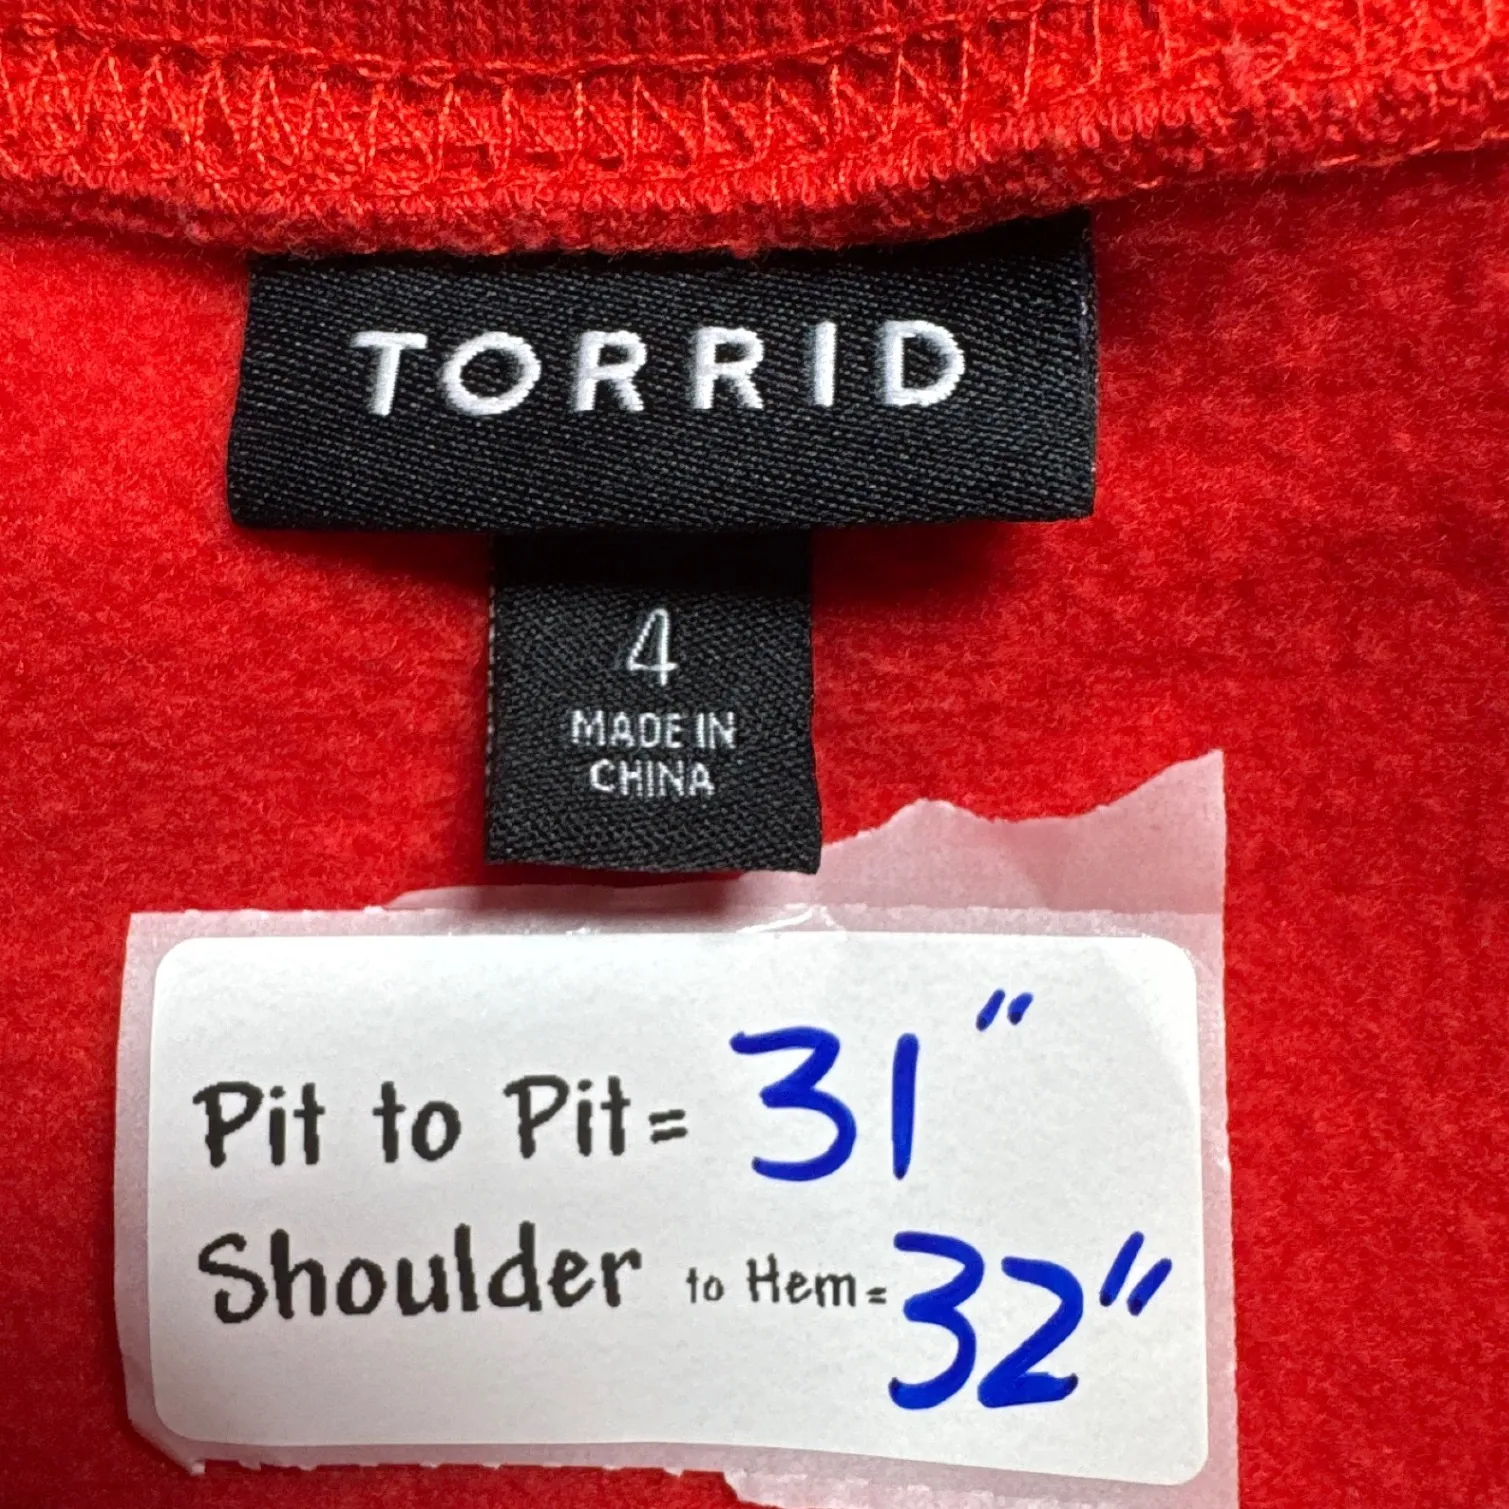 TORRID
4
MADE IN
CHINA
Pit to Pit= 31"
Shoulder to Hem=32"